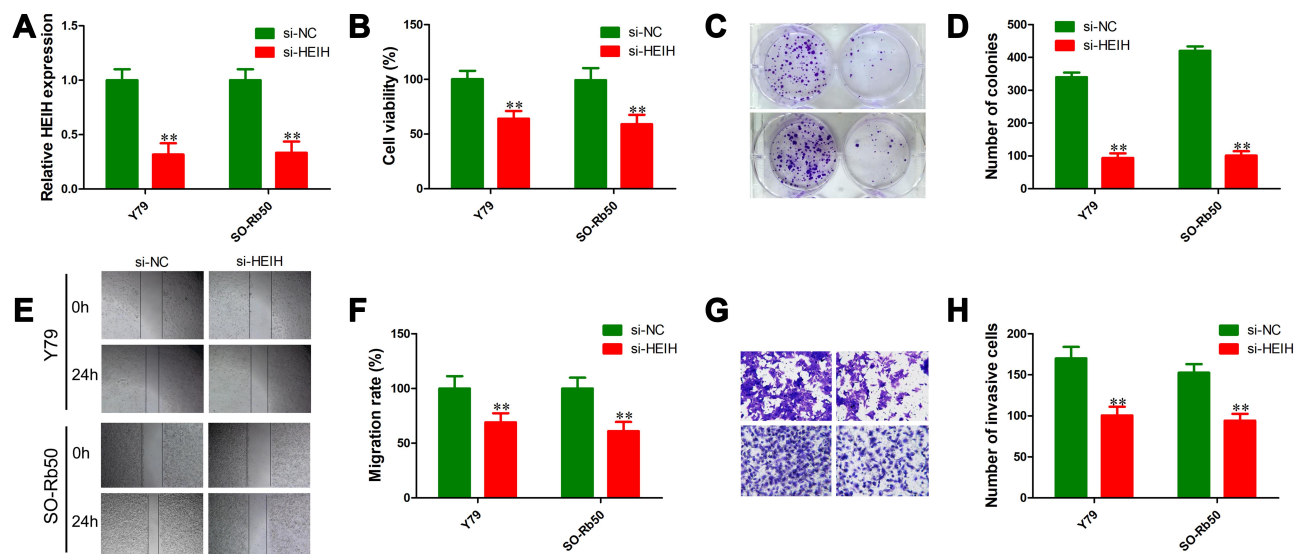 A
Relative HEIH expression
1.5
1.0
0.5
0.0
si-NC
si-HEIH
**
**
Y79
SO-Rb50
B
Cell viability (%)
150
100
50
0
si-NC
si-HEIH
**
**
Y79
SO-Rb50
C
D
Number of colonies
500
400
300
200
100
0
si-NC
si-HEIH
**
**
Y79
SO-Rb50
E
si-NC
si-HEIH
Y79
0h
24h
SO-Rb50
0h
24h
F
Migration rate (%)
150
100
50
0
si-NC
si-HEIH
**
**
Y79
SO-Rb50
G
H
Number of invasive cells
200
150
100
50
0
si-NC
si-HEIH
**
**
Y79
SO-Rb50